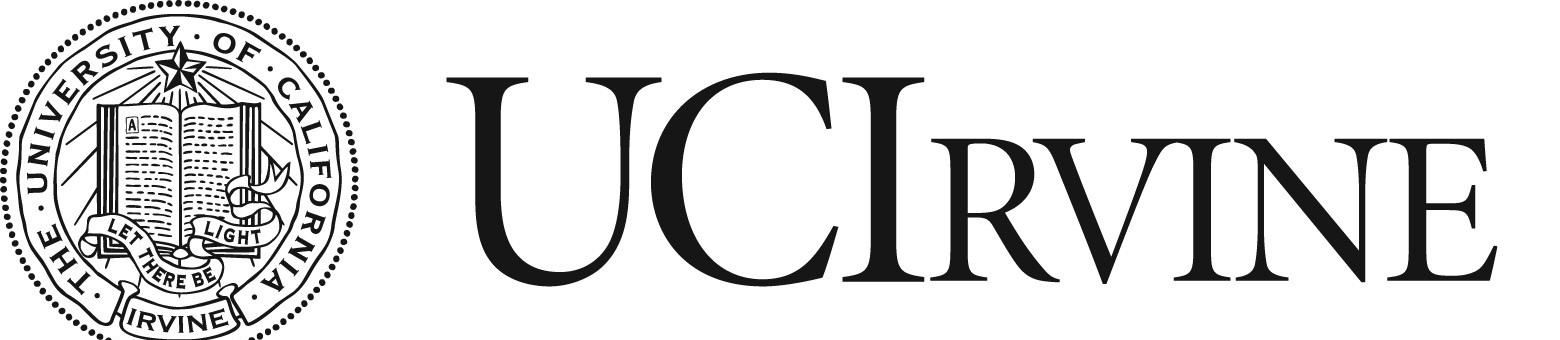 · THE · UNIVERSITY · OF · CALIFORNIA ·
A
LET THERE BE LIGHT
IRVINE
UCIRVINE